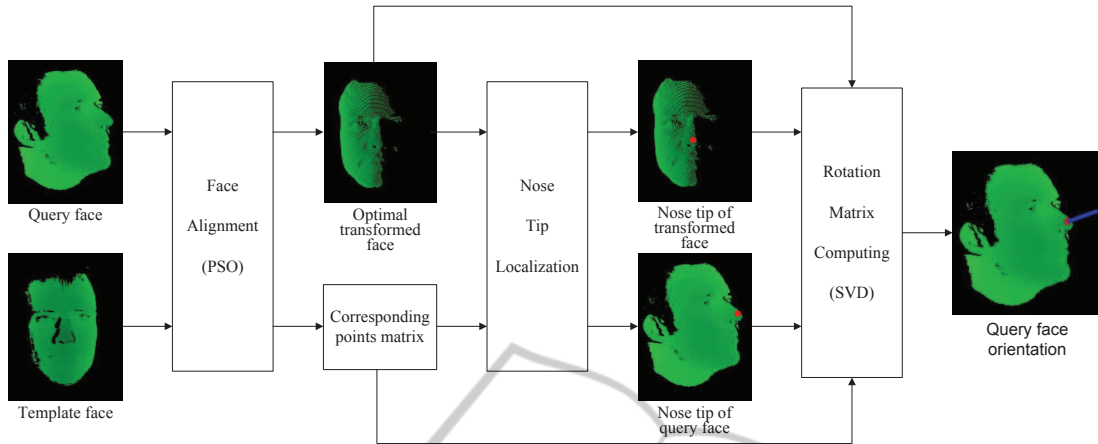 Query face
Template face
Face
Alignment
(PSO)
Optimal
transformed
face
Corresponding
points matrix
Nose
Tip
Localization
Nose tip of
transformed
face
Nose tip of
query face
Rotation
Matrix
Computing
(SVD)
Query face
orientation